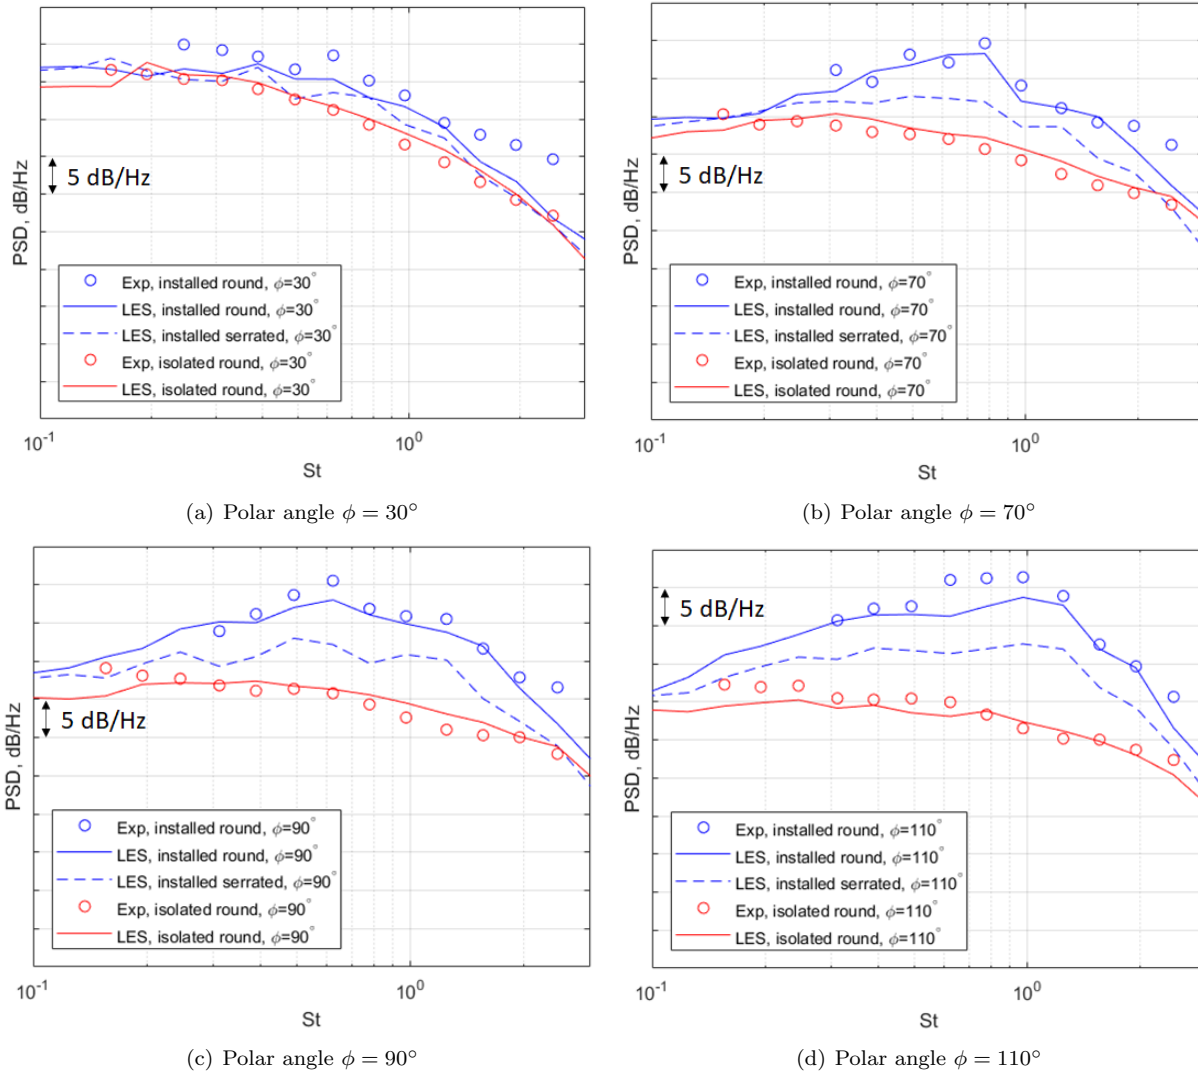 PSD, dB/Hz
5 dB/Hz
Exp, installed round, ϕ=30°
LES, installed round, ϕ=30°
LES, installed serrated, ϕ=30°
Exp, isolated round, ϕ=30°
LES, isolated round, ϕ=30°
10⁻¹
10⁰
St
(a) Polar angle ϕ = 30°
PSD, dB/Hz
5 dB/Hz
Exp, installed round, ϕ=70°
LES, installed round, ϕ=70°
LES, installed serrated, ϕ=70°
Exp, isolated round, ϕ=70°
LES, isolated round, ϕ=70°
10⁻¹
10⁰
St
(b) Polar angle ϕ = 70°
PSD, dB/Hz
5 dB/Hz
Exp, installed round, ϕ=90°
LES, installed round, ϕ=90°
LES, installed serrated, ϕ=90°
Exp, isolated round, ϕ=90°
LES, isolated round, ϕ=90°
10⁻¹
10⁰
St
(c) Polar angle ϕ = 90°
PSD, dB/Hz
5 dB/Hz
Exp, installed round, ϕ=110°
LES, installed round, ϕ=110°
LES, installed serrated, ϕ=110°
Exp, isolated round, ϕ=110°
LES, isolated round, ϕ=110°
10⁻¹
10⁰
St
(d) Polar angle ϕ = 110°